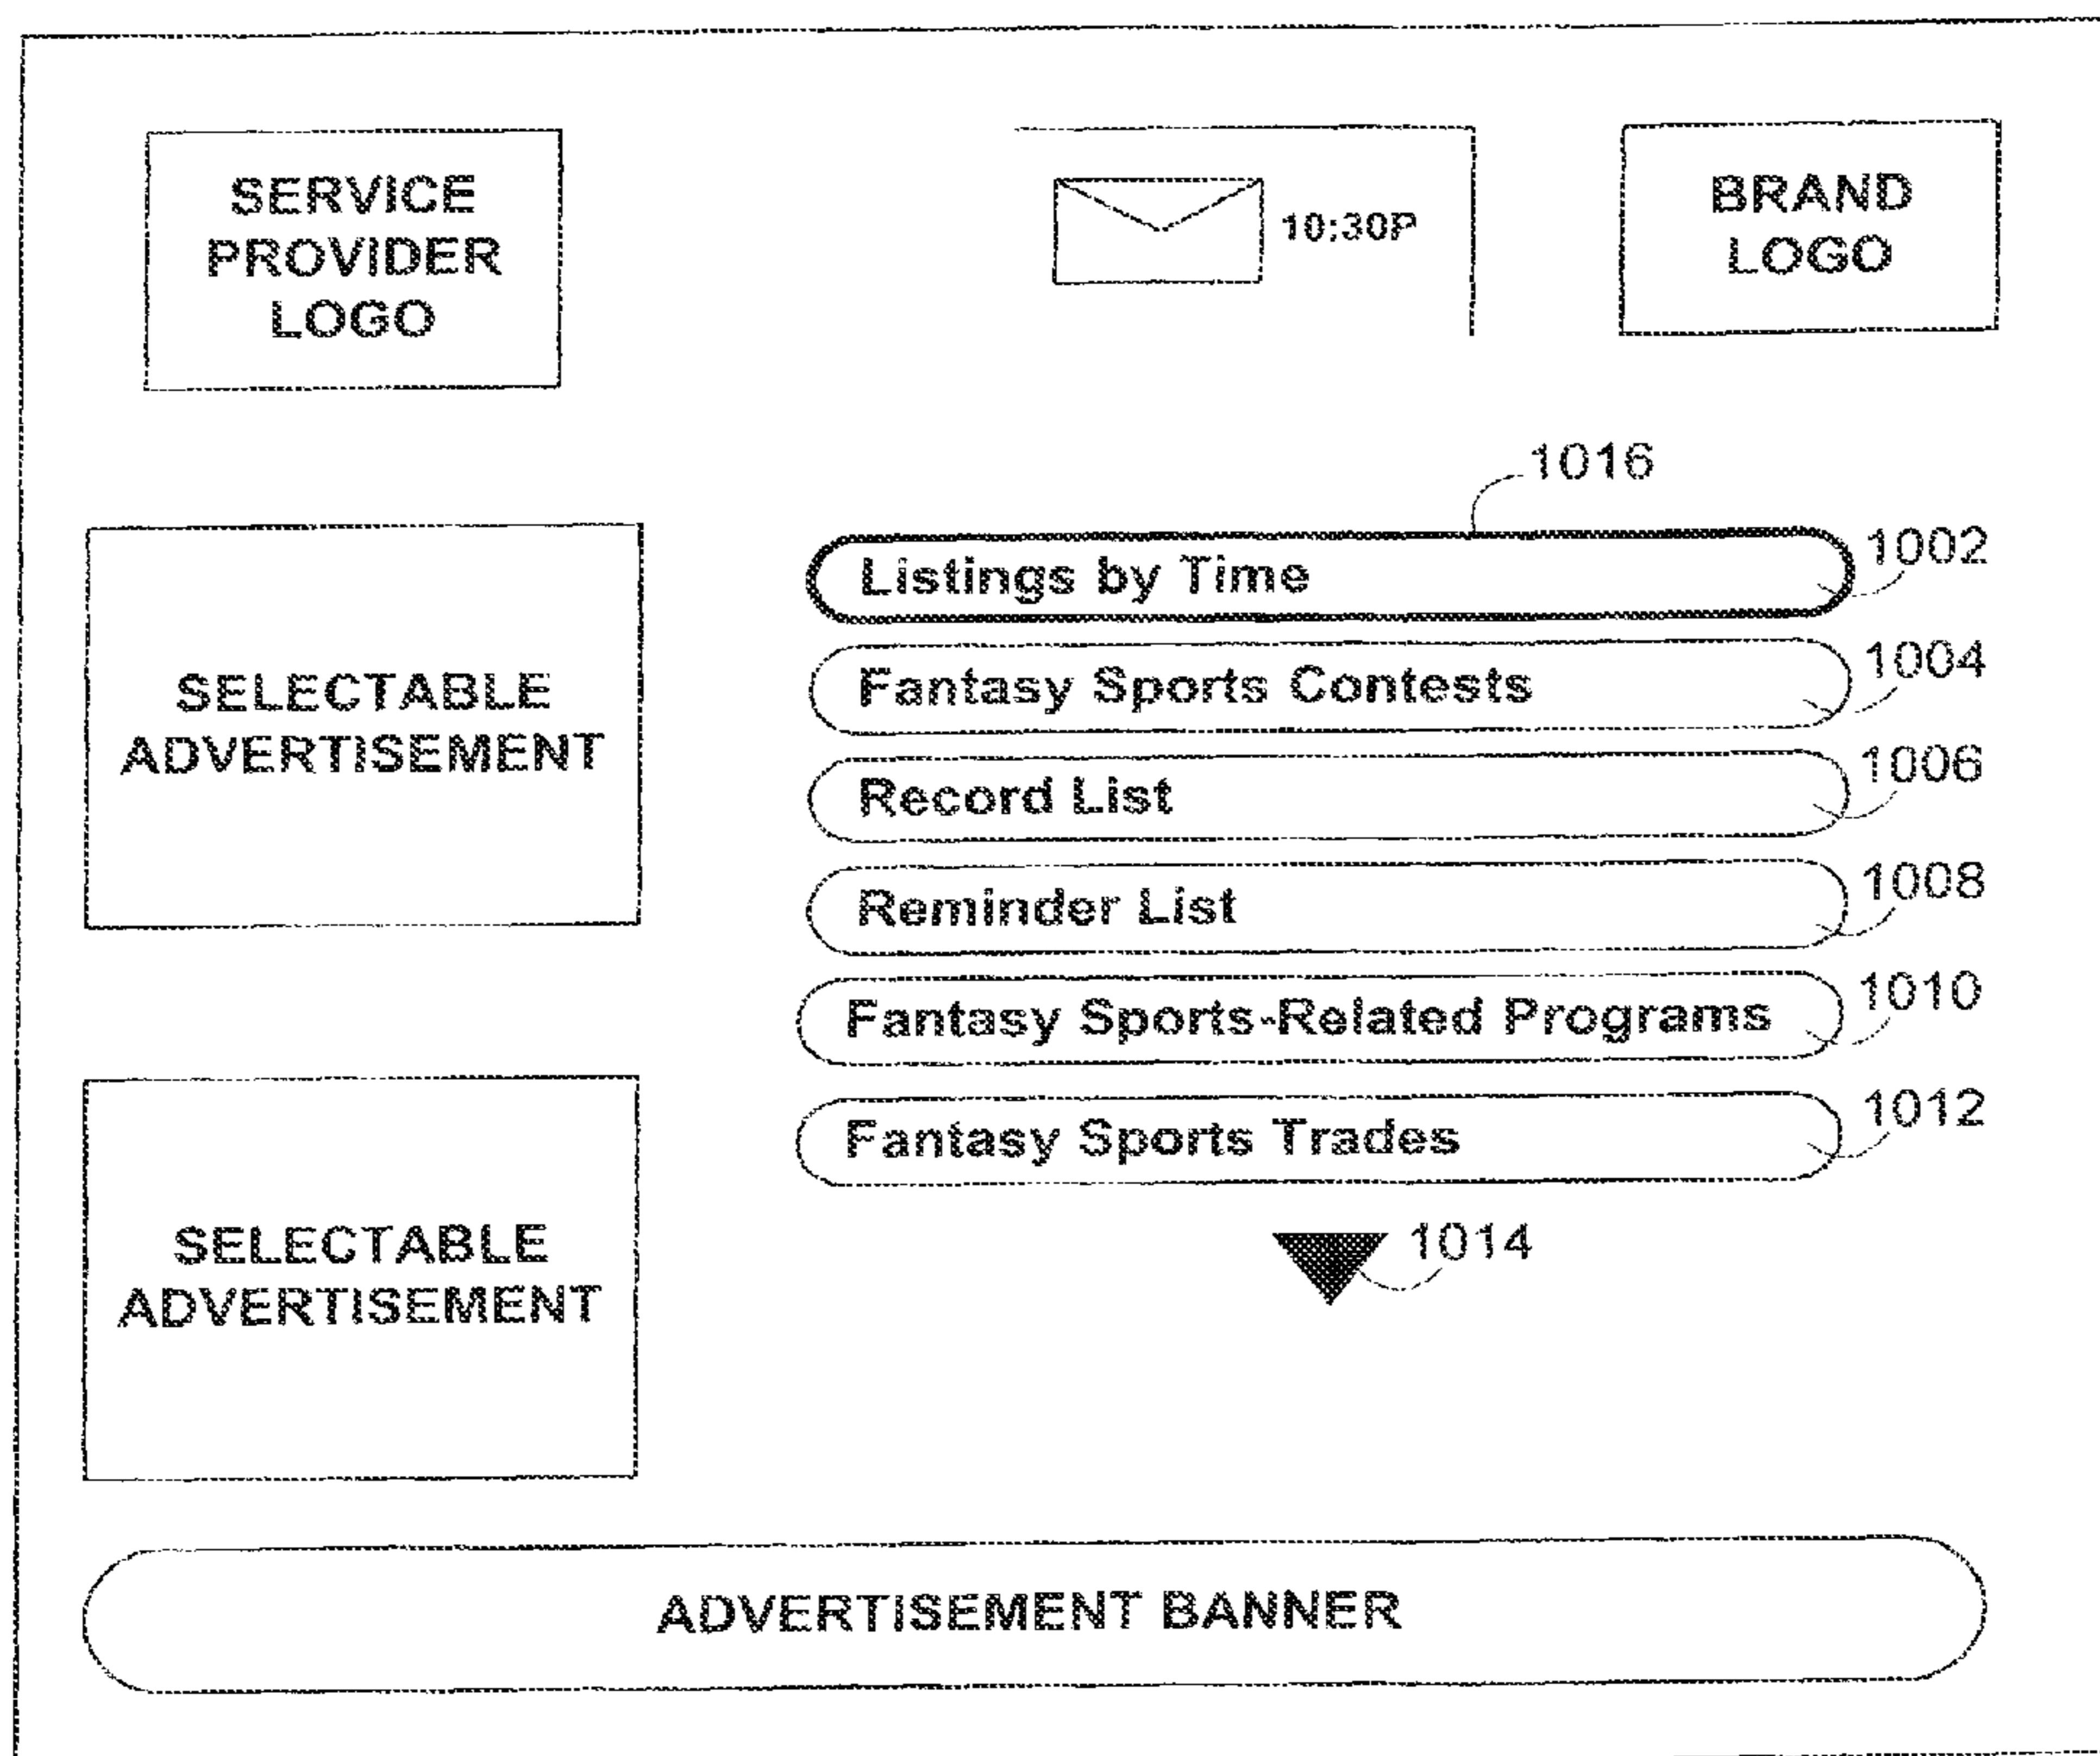 SERVICE
PROVIDER
LOGO
10:30P
BRAND
LOGO
1016
Listings by Time
1002
Fantasy Sports Contests
1004
Record List
1006
Reminder List
1008
Fantasy Sports-Related Programs
1010
Fantasy Sports Trades
1012
1014
SELECTABLE
ADVERTISEMENT
SELECTABLE
ADVERTISEMENT
ADVERTISEMENT BANNER